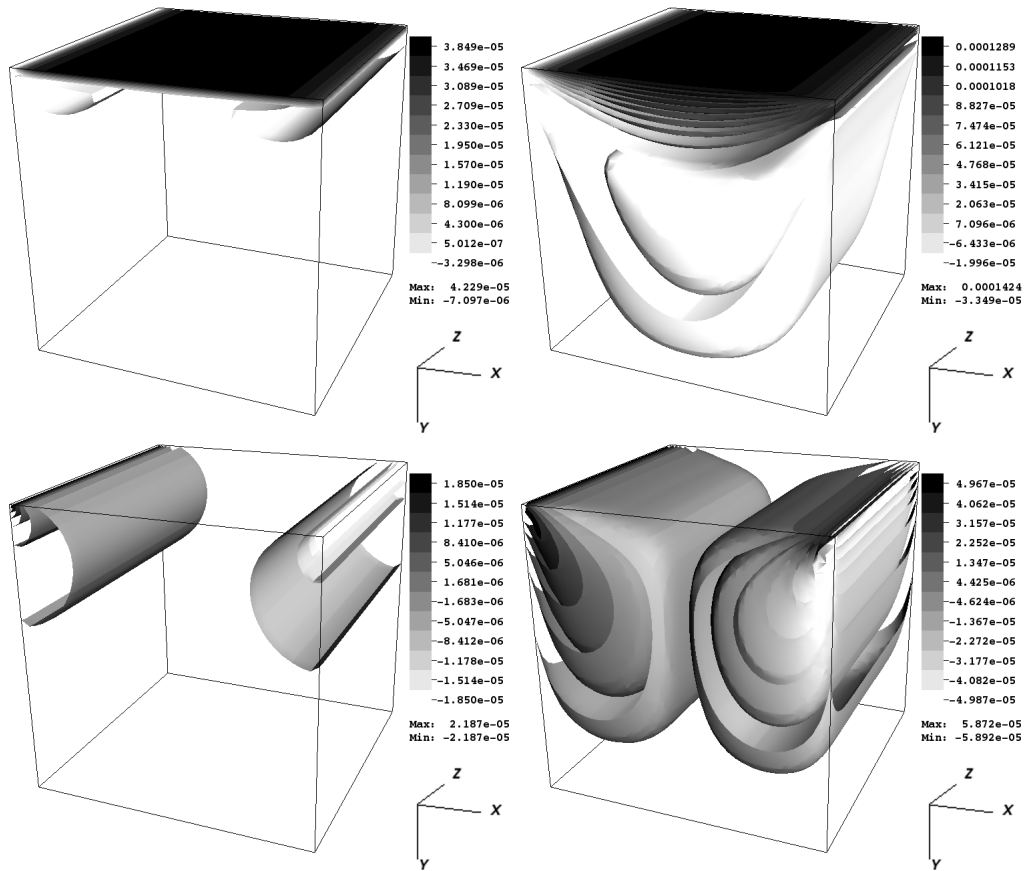 3.849e-05
3.469e-05
3.089e-05
2.709e-05
2.330e-05
1.950e-05
1.570e-05
1.190e-05
8.099e-06
4.300e-06
5.012e-07
-3.298e-06
Max: 4.229e-05
Min: -7.097e-06
Z
X
Y
0.0001289
0.0001153
0.0001018
8.827e-05
7.474e-05
6.121e-05
4.768e-05
3.415e-05
2.063e-05
7.096e-06
-6.433e-06
-1.996e-05
Max: 0.0001424
Min: -3.349e-05
Z
X
Y
1.850e-05
1.514e-05
1.177e-05
8.410e-06
5.046e-06
1.681e-06
-1.683e-06
-5.047e-06
-8.412e-06
-1.178e-05
-1.514e-05
-1.850e-05
Max: 2.187e-05
Min: -2.187e-05
Z
X
Y
4.967e-05
4.062e-05
3.157e-05
2.252e-05
1.347e-05
4.425e-06
-4.624e-06
-1.367e-05
-2.272e-05
-3.177e-05
-4.082e-05
-4.987e-05
Max: 5.872e-05
Min: -5.892e-05
Z
X
Y